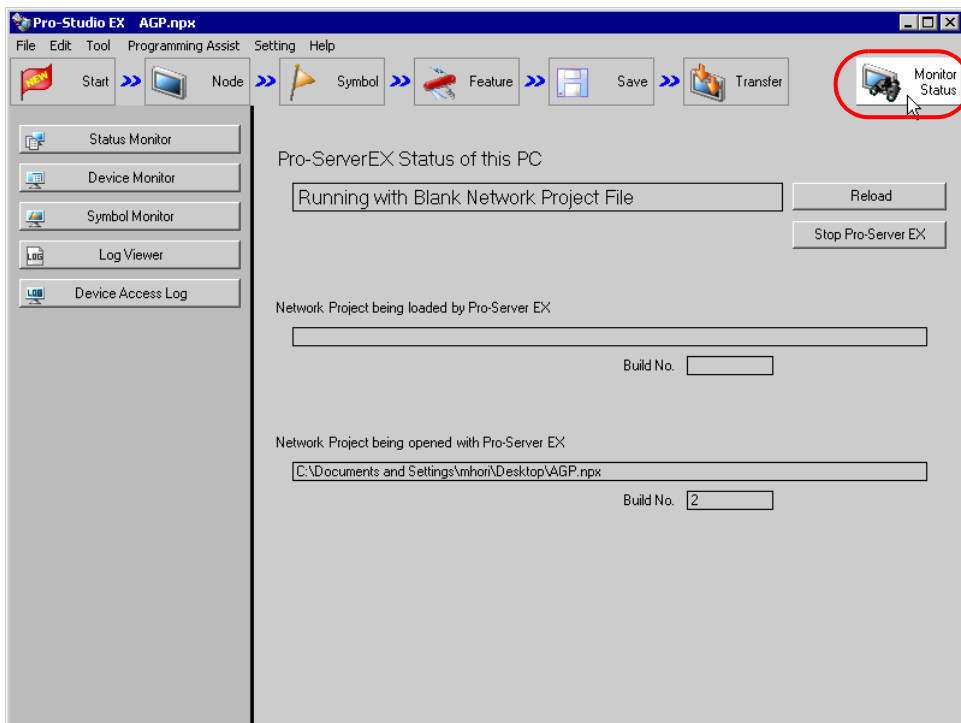 Pro-Studio EX AGP.npx
File Edit Tool Programming Assist Setting Help
NEW Start Node Symbol Feature Save Transfer Monitor Status
Status Monitor
Device Monitor
Symbol Monitor
LOG Log Viewer
LOG Device Access Log
Pro-ServerEX Status of this PC
Running with Blank Network Project File
Reload
Stop Pro-Server EX
Network Project being loaded by Pro-Server EX
Build No.
Network Project being opened with Pro-Server EX
C:\Documents and Settings\mhori\Desktop\AGP.npx
Build No. 2